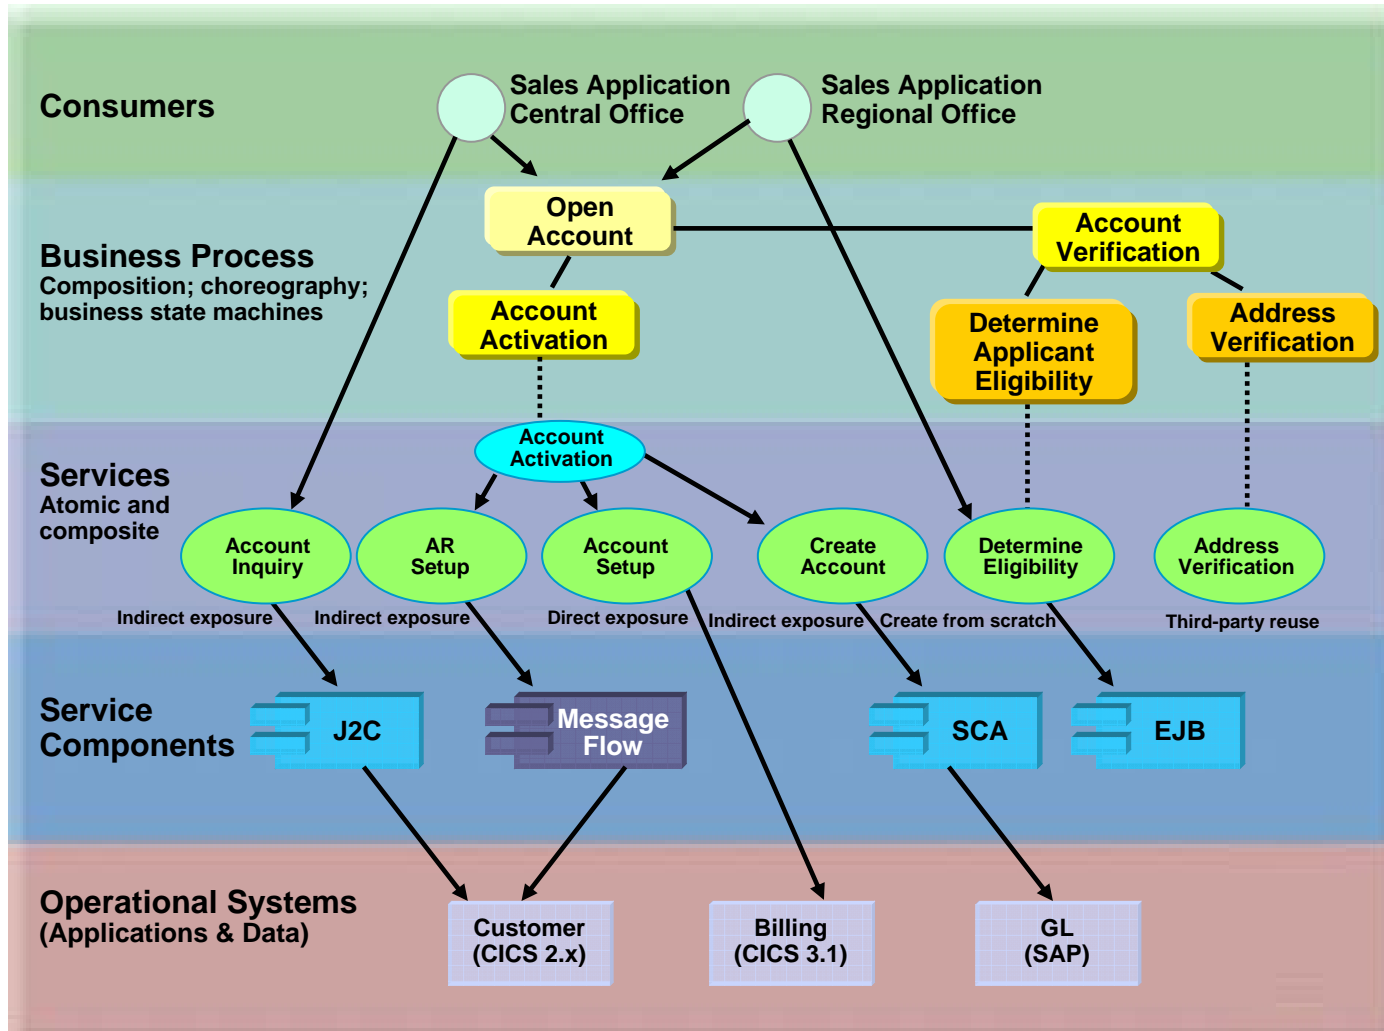 Consumers
Sales Application
Central Office
Sales Application
Regional Office
Business Process
Composition; choreography;
business state machines
Open
Account
Account
Verification
Account
Activation
Determine
Applicant
Eligibility
Address
Verification
Services
Atomic and
composite
Account
Activation
Account
Inquiry
AR
Setup
Account
Setup
Create
Account
Determine
Eligibility
Address
Verification
Indirect exposure
Indirect exposure
Direct exposure
Indirect exposure
Create from scratch
Third-party reuse
Service
Components
J2C
Message
Flow
SCA
EJB
Operational Systems
(Applications & Data)
Customer
(CICS 2.x)
Billing
(CICS 3.1)
GL
(SAP)